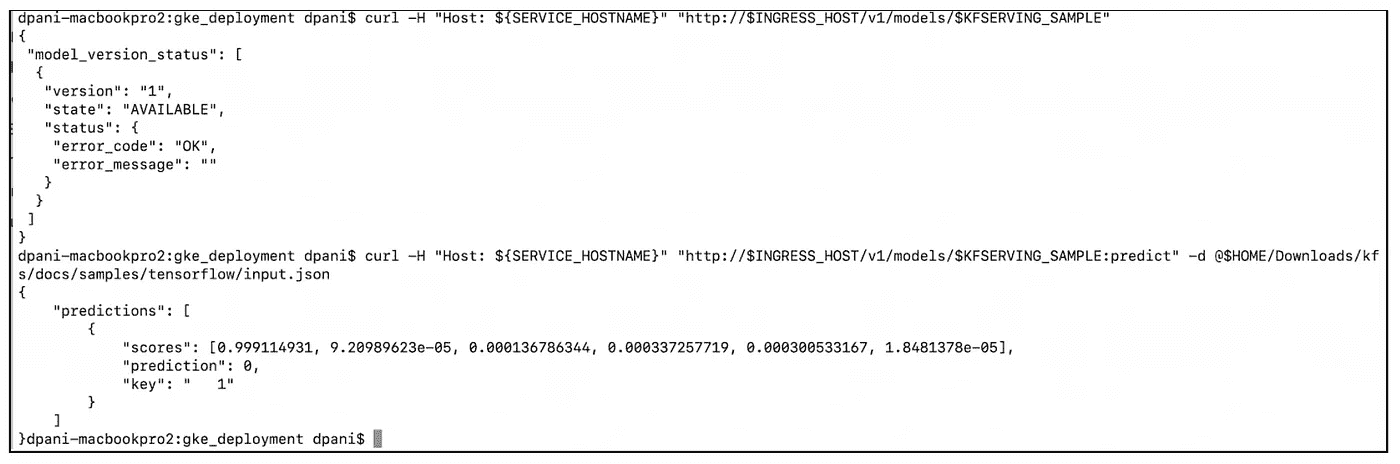 dpani-macbookpro2:gke_deployment dpani$ curl -H "Host: ${SERVICE_HOSTNAME}" "http://$INGRESS_HOST/v1/models/$KFSERVING_SAMPLE"
{
 "model_version_status": [
  {
   "version": "1",
   "state": "AVAILABLE",
   "status": {
    "error_code": "OK",
    "error_message": ""
   }
  }
 ]
}
dpani-macbookpro2:gke_deployment dpani$ curl -H "Host: ${SERVICE_HOSTNAME}" "http://$INGRESS_HOST/v1/models/$KFSERVING_SAMPLE:predict" -d @$HOME/Downloads/kf
s/docs/samples/tensorflow/input.json
{
    "predictions": [
        {
            "scores": [0.999114931, 9.20989623e-05, 0.000136786344, 0.000337257719, 0.000300533167, 1.8481378e-05],
            "prediction": 0,
            "key": "   1"
        }
    ]
}dpani-macbookpro2:gke_deployment dpani$